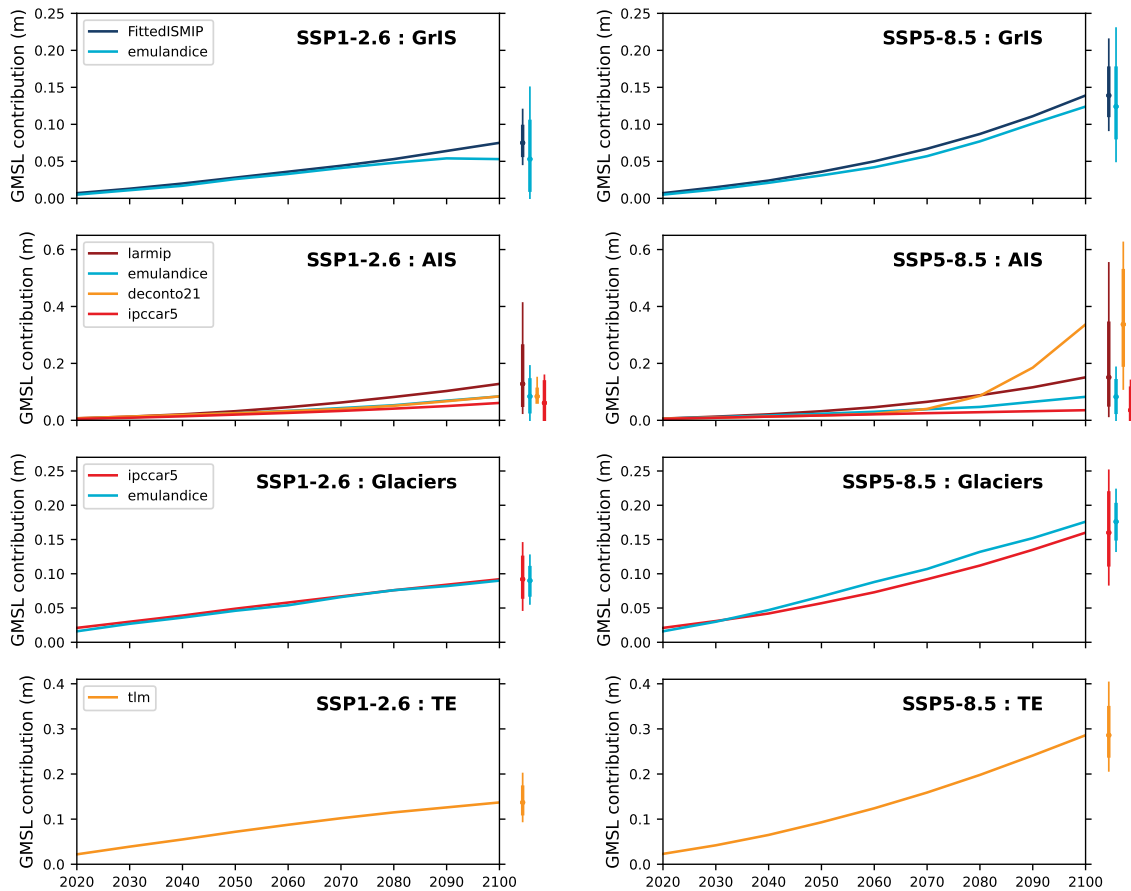 SSP1-2.6 : GrIS
GMSL contribution (m)
0.25
0.20
0.15
0.10
0.05
0.00
FittedISMIP
emulandice
SSP5-8.5 : GrIS
GMSL contribution (m)
0.25
0.20
0.15
0.10
0.05
0.00
SSP1-2.6 : AIS
GMSL contribution (m)
0.6
0.4
0.2
0.0
larmip
emulandice
deconto21
ipccar5
SSP5-8.5 : AIS
GMSL contribution (m)
0.6
0.4
0.2
0.0
SSP1-2.6 : Glaciers
GMSL contribution (m)
0.25
0.20
0.15
0.10
0.05
0.00
ipccar5
emulandice
SSP5-8.5 : Glaciers
GMSL contribution (m)
0.25
0.20
0.15
0.10
0.05
0.00
SSP1-2.6 : TE
GMSL contribution (m)
0.4
0.3
0.2
0.1
0.0
tlm
2020 2030 2040 2050 2060 2070 2080 2090 2100
SSP5-8.5 : TE
GMSL contribution (m)
0.4
0.3
0.2
0.1
0.0
2020 2030 2040 2050 2060 2070 2080 2090 2100